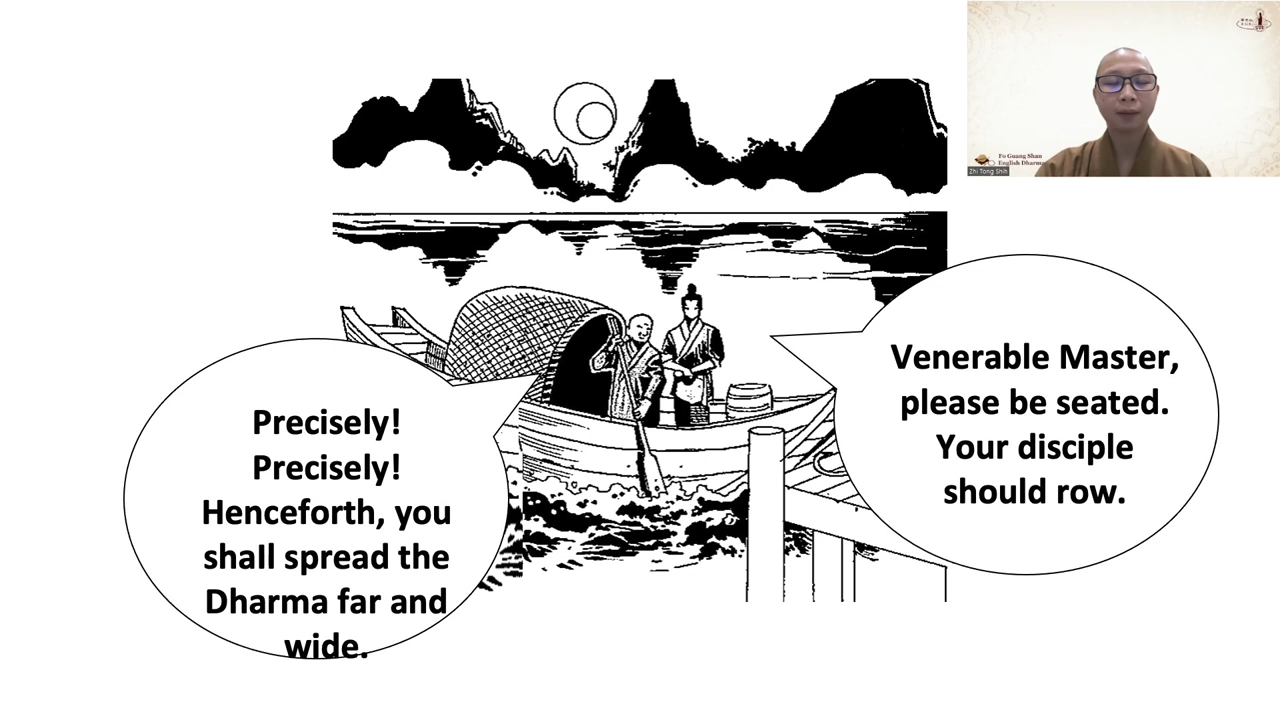 Fo Guang Shan
English Dharma
Zhi Tong Shih
Venerable Master,
please be seated.
Your disciple
should row.
Precisely!
Precisely!
Henceforth, you
shall spread the
Dharma far and
wide.